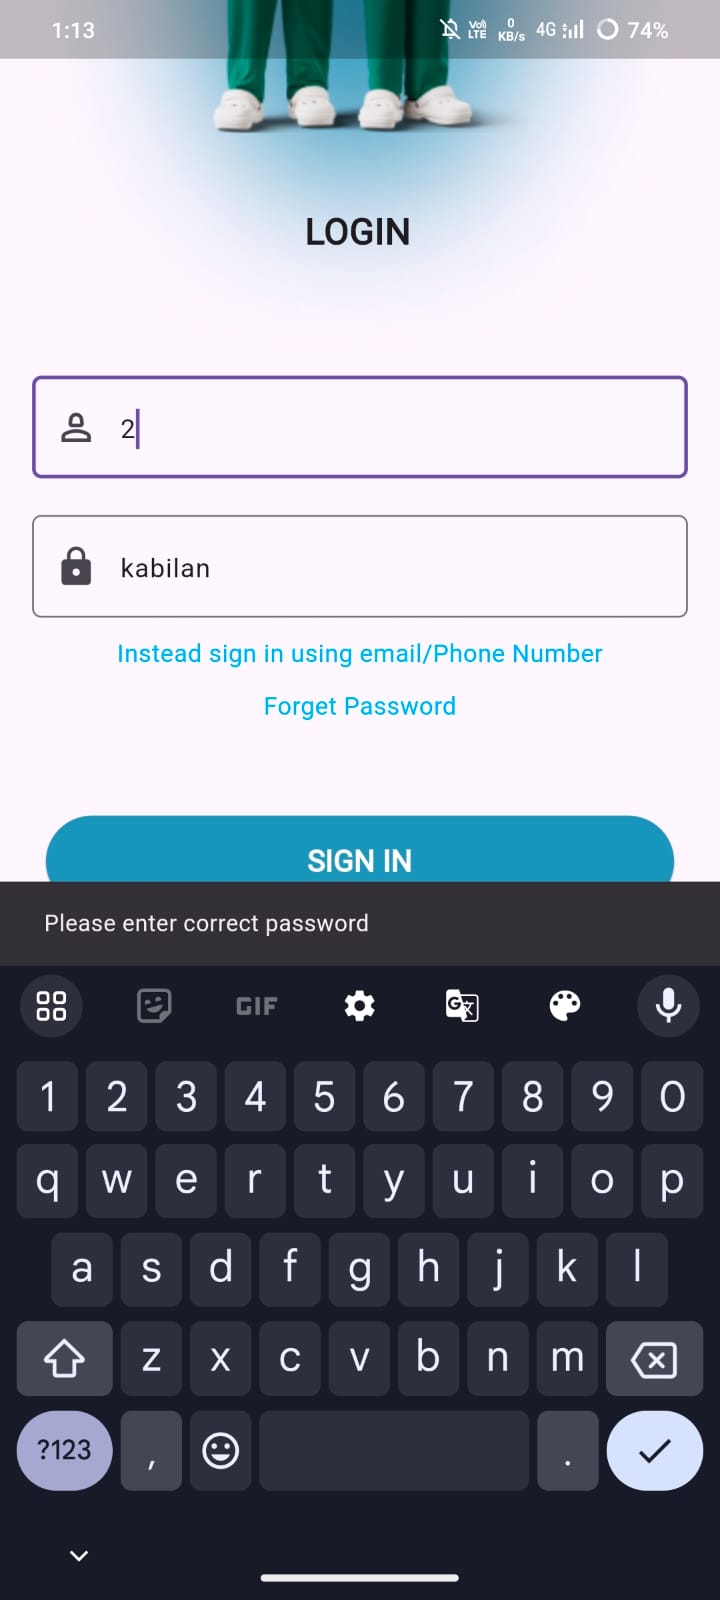 1:13 Vo)) LTE 0 KB/s 4G 74%
LOGIN
2
kabilan
Instead sign in using email/Phone Number
Forget Password
SIGN IN
Please enter correct password
GIF G
1 2 3 4 5 6 7 8 9 0
q w e r t y u i o p
a s d f g h j k l
z x c v b n m
?123 , .